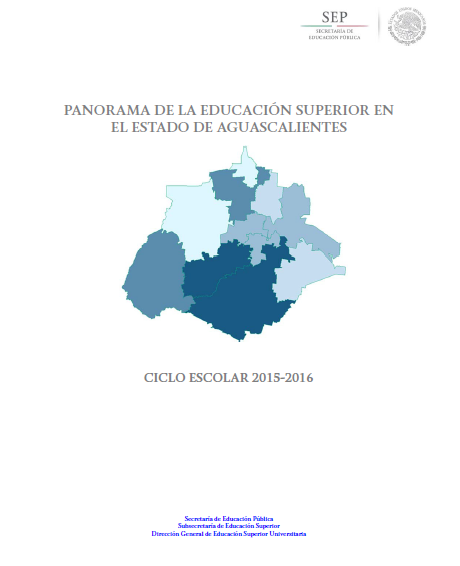 SEP
SECRETARÍA DE
EDUCACIÓN PÚBLICA
PANORAMA DE LA EDUCACIÓN SUPERIOR EN
EL ESTADO DE AGUASCALIENTES
CICLO ESCOLAR 2015-2016
Secretaría de Educación Pública
Subsecretaría de Educación Superior
Dirección General de Educación Superior Universitaria